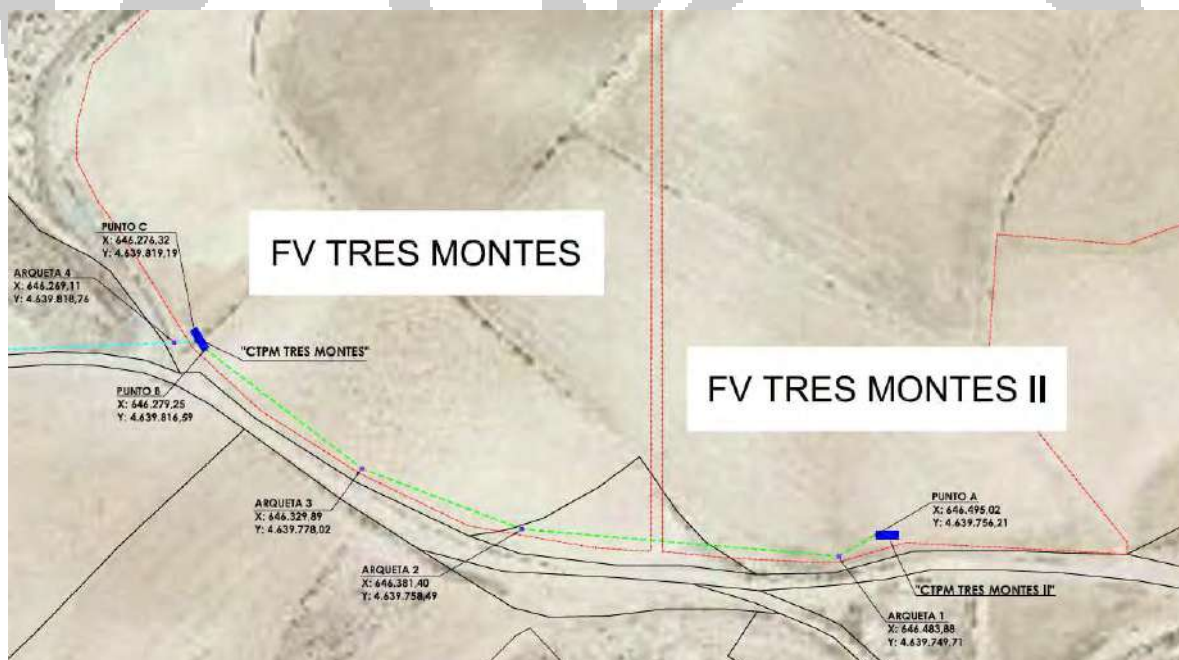 PUNTO C
X: 646.276,32
Y: 4.639.819,19
ARQUETA 4
X: 646.269,11
Y: 4.639.818,76
FV TRES MONTES
"CTPM TRES MONTES"
PUNTO B
X: 646.279,25
Y: 4.639.816,59
FV TRES MONTES II
ARQUETA 3
X: 646.329,89
Y: 4.639.778,02
PUNTO A
X: 646.495,02
Y: 4.639.756,21
ARQUETA 2
X: 646.381,40
Y: 4.639.758,49
"CTPM TRES MONTES II"
ARQUETA 1
X: 646.483,88
Y: 4.639.749,71